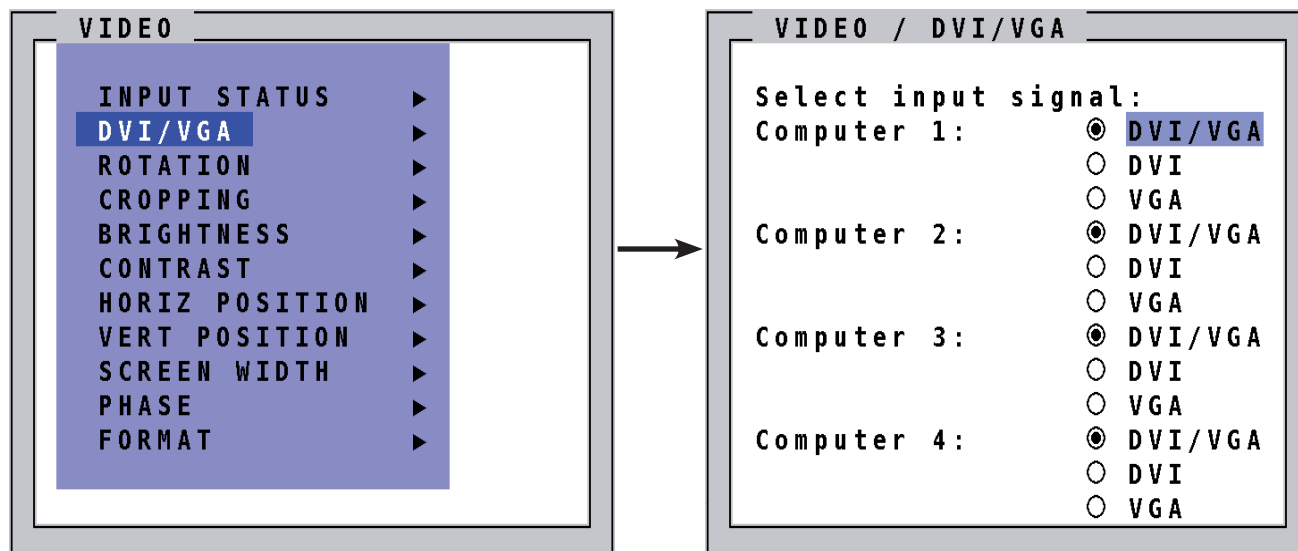 VIDEO
INPUT STATUS
DVI/VGA
ROTATION
CROPPING
BRIGHTNESS
CONTRAST
HORIZ POSITION
VERT POSITION
SCREEN WIDTH
PHASE
FORMAT
VIDEO / DVI/VGA
Select input signal:
Computer 1: DVI/VGA
DVI
VGA
Computer 2: DVI/VGA
DVI
VGA
Computer 3: DVI/VGA
DVI
VGA
Computer 4: DVI/VGA
DVI
VGA